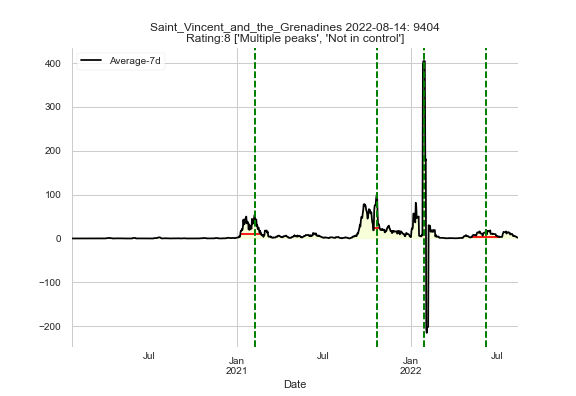 Saint_Vincent_and_the_Grenadines 2022-08-14: 9404
Rating:8 ['Multiple peaks', 'Not in control']
Average-7d
400
300
200
100
0
−100
−200
Jul
Jan
2021
Jul
Jan
2022
Jul
Date